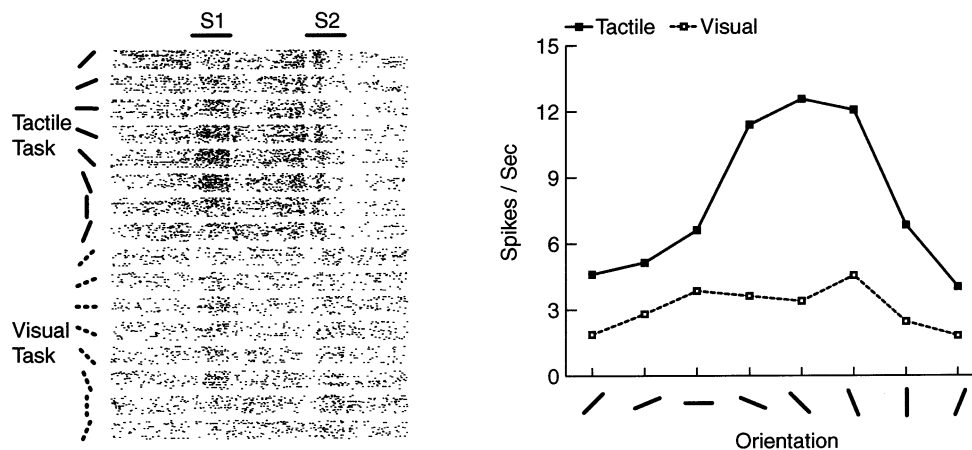 S1 S2
Tactile
Task
Visual
Task
Tactile Visual
15
12
9
6
3
0
Spikes / Sec
Orientation